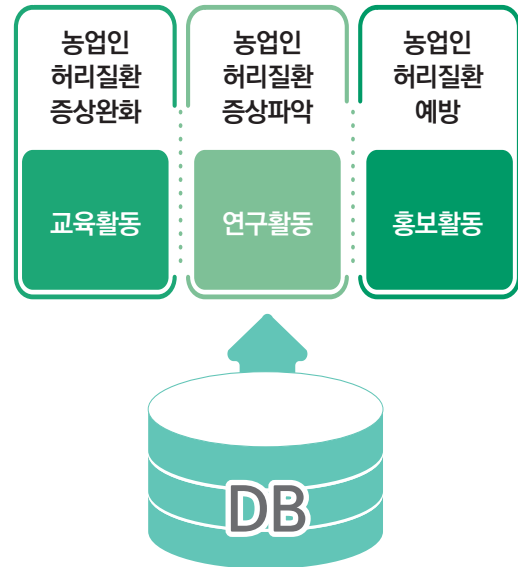 농업인
허리질환
증상완화
교육활동
농업인
허리질환
증상파악
연구활동
농업인
허리질환
예방
홍보활동
DB